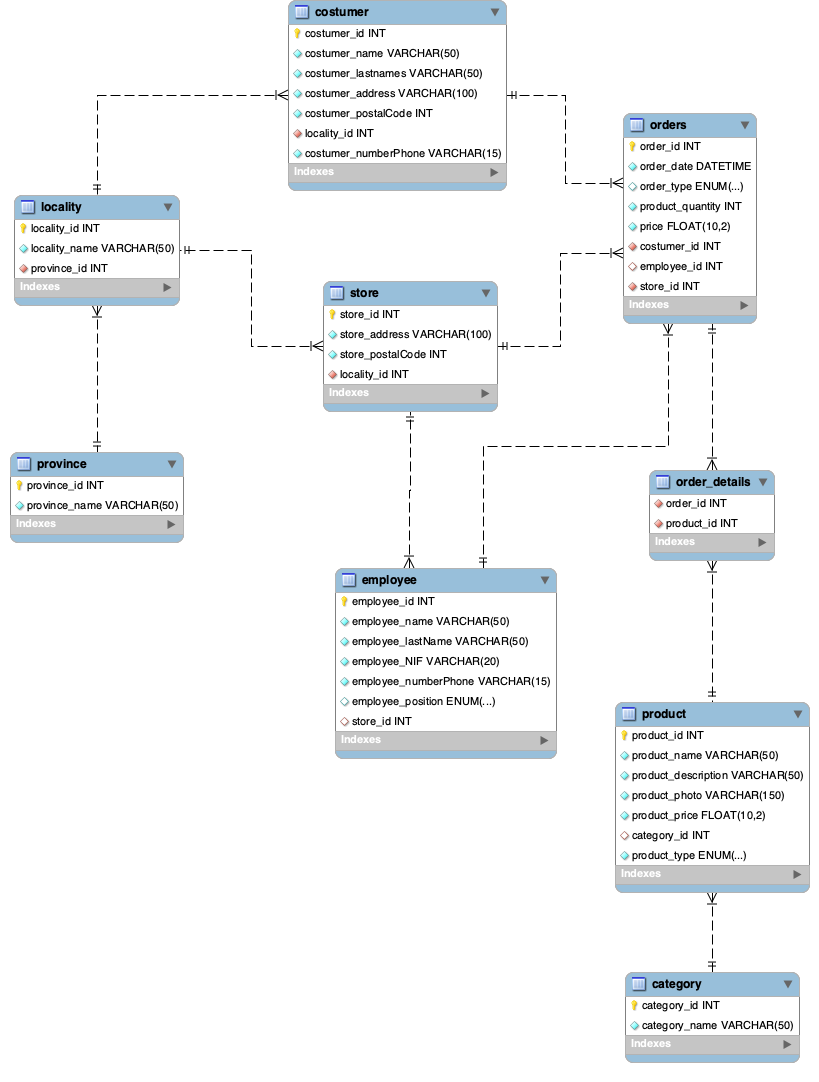 costumer
costumer_id INT
costumer_name VARCHAR(50)
costumer_lastnames VARCHAR(50)
costumer_address VARCHAR(100)
costumer_postalCode INT
locality_id INT
costumer_numberPhone VARCHAR(15)
Indexes
orders
order_id INT
order_date DATETIME
order_type ENUM(...)
product_quantity INT
price FLOAT(10,2)
costumer_id INT
employee_id INT
store_id INT
Indexes
locality
locality_id INT
locality_name VARCHAR(50)
province_id INT
Indexes
store
store_id INT
store_address VARCHAR(100)
store_postalCode INT
locality_id INT
Indexes
province
province_id INT
province_name VARCHAR(50)
Indexes
order_details
order_id INT
product_id INT
Indexes
employee
employee_id INT
employee_name VARCHAR(50)
employee_lastName VARCHAR(50)
employee_NIF VARCHAR(20)
employee_numberPhone VARCHAR(15)
employee_position ENUM(...)
store_id INT
Indexes
product
product_id INT
product_name VARCHAR(50)
product_description VARCHAR(50)
product_photo VARCHAR(150)
product_price FLOAT(10,2)
category_id INT
product_type ENUM(...)
Indexes
category
category_id INT
category_name VARCHAR(50)
Indexes